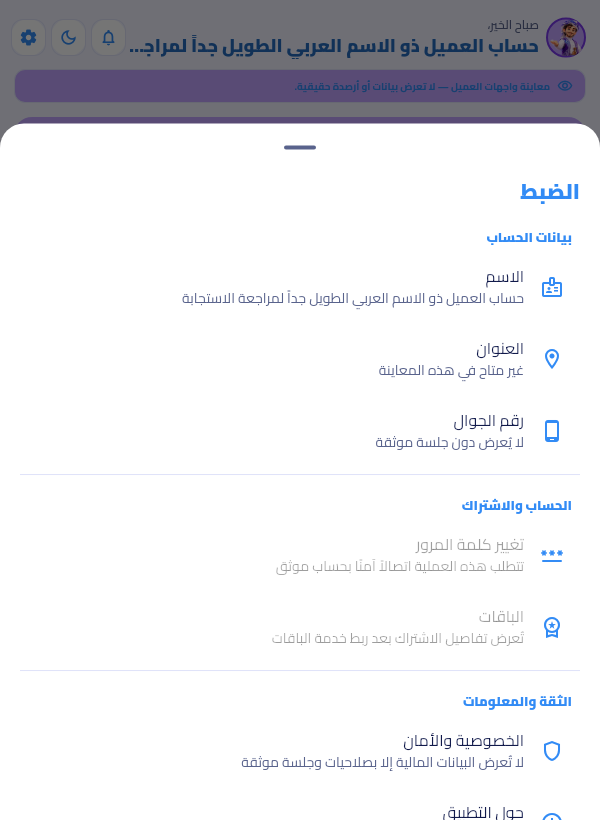 صباح الخير،
حساب العميل ذو الاسم العربي الطويل جداً لمراجـ...
معاينة واجهات العميل — لا تعرض بيانات أو أرصدة حقيقية.
الضبط
بيانات الحساب
الاسم
حساب العميل ذو الاسم العربي الطويل جداً لمراجعة الاستجابة
العنوان
غير متاح في هذه المعاينة
رقم الجوال
لا يُعرض دون جلسة موثقة
الحساب والاشتراك
تغيير كلمة المرور
تتطلب هذه العملية اتصالاً آمنًا بحساب موثق
الباقات
تُعرض تفاصيل الاشتراك بعد ربط خدمة الباقات
الثقة والمعلومات
الخصوصية والأمان
لا تُعرض البيانات المالية إلا بصلاحيات وجلسة موثقة
حول التطبيق